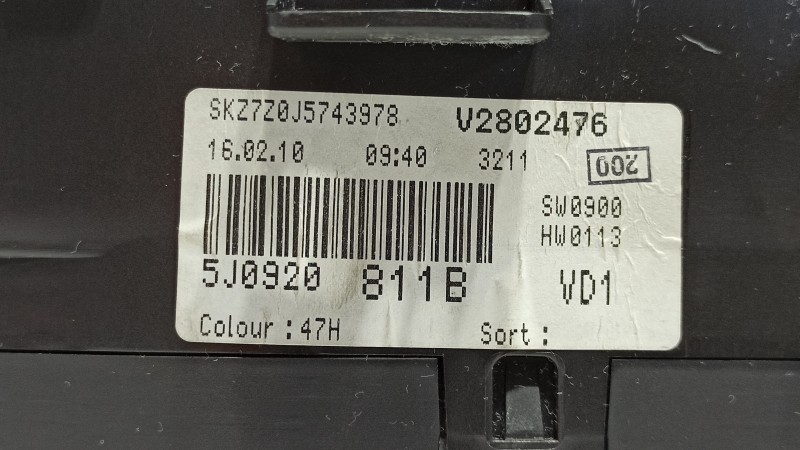 SKZ7Z0J5743978 V2802476
16.02.10 09:40 3211 200
SW0900
HW0113
5J0920 811B VD1
Colour : 47H Sort :